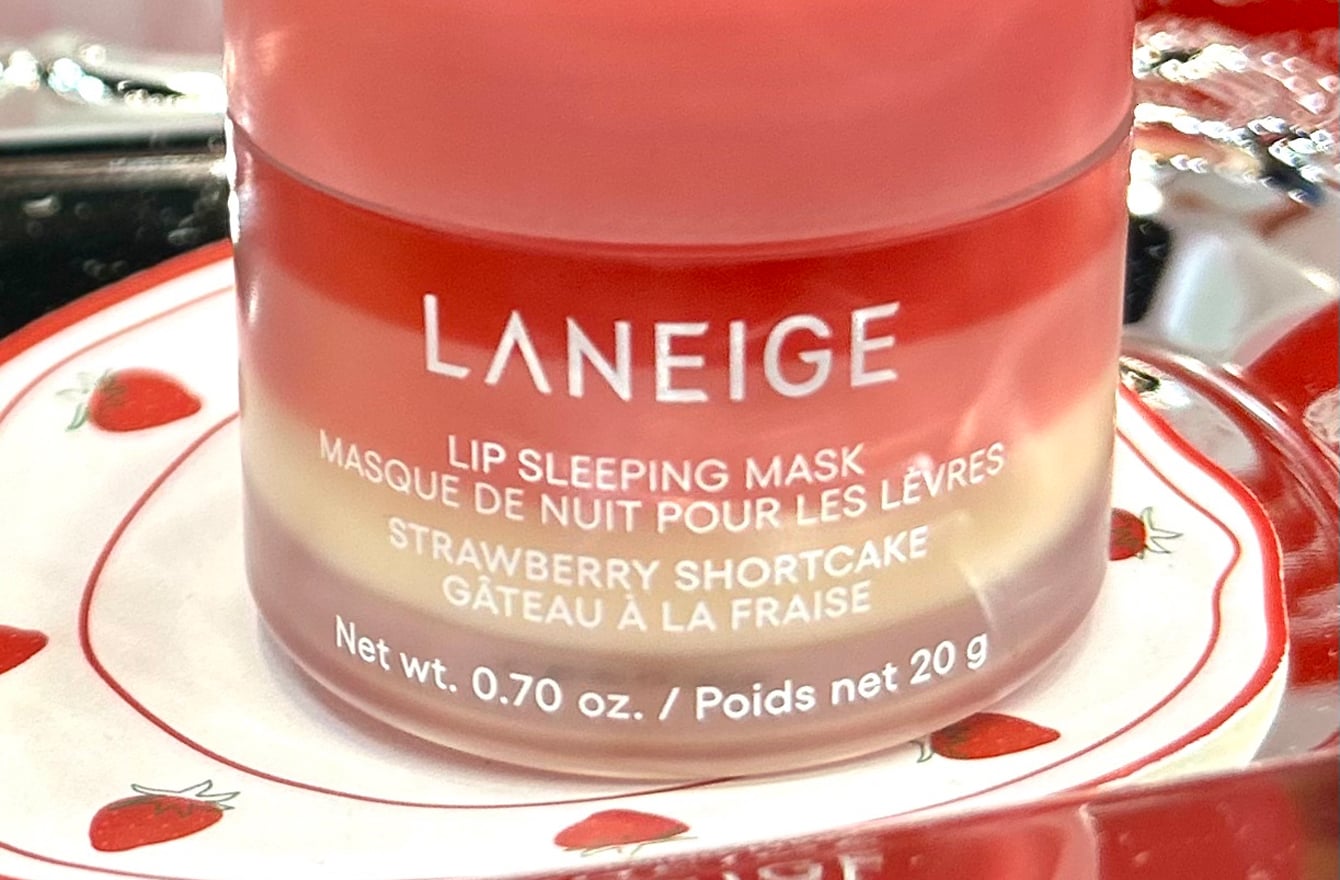 LANEIGE
LIP SLEEPING MASK
MASQUE DE NUIT POUR LES LÈVRES
STRAWBERRY SHORTCAKE
GÂTEAU À LA FRAISE
Net wt. 0.70 oz. / Poids net 20 g